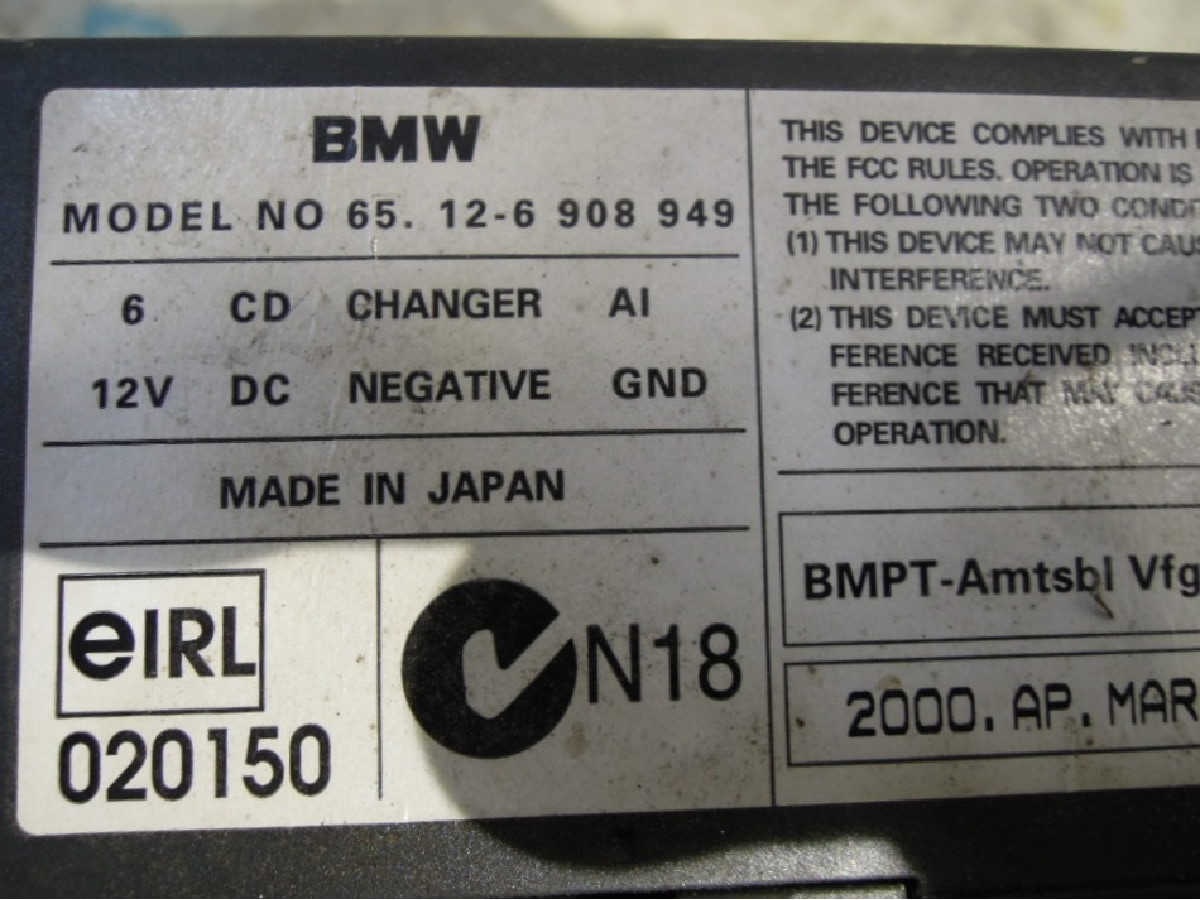 BMW
MODEL NO 65. 12-6 908 949
6 CD CHANGER AI
12V DC NEGATIVE GND
MADE IN JAPAN
eIRL
020150
N18
THIS DEVICE COMPLIES WITH
THE FCC RULES. OPERATION IS
THE FOLLOWING TWO
(1) THIS DEVICE MAY NOT
INTERFERENCE.
(2) THIS DEVICE MUST ACCEPT
FERENCE RECEIVED
FERENCE THAT MAY
OPERATION.
BMPT-Amtsbl Vfg
2000. AP. MAR